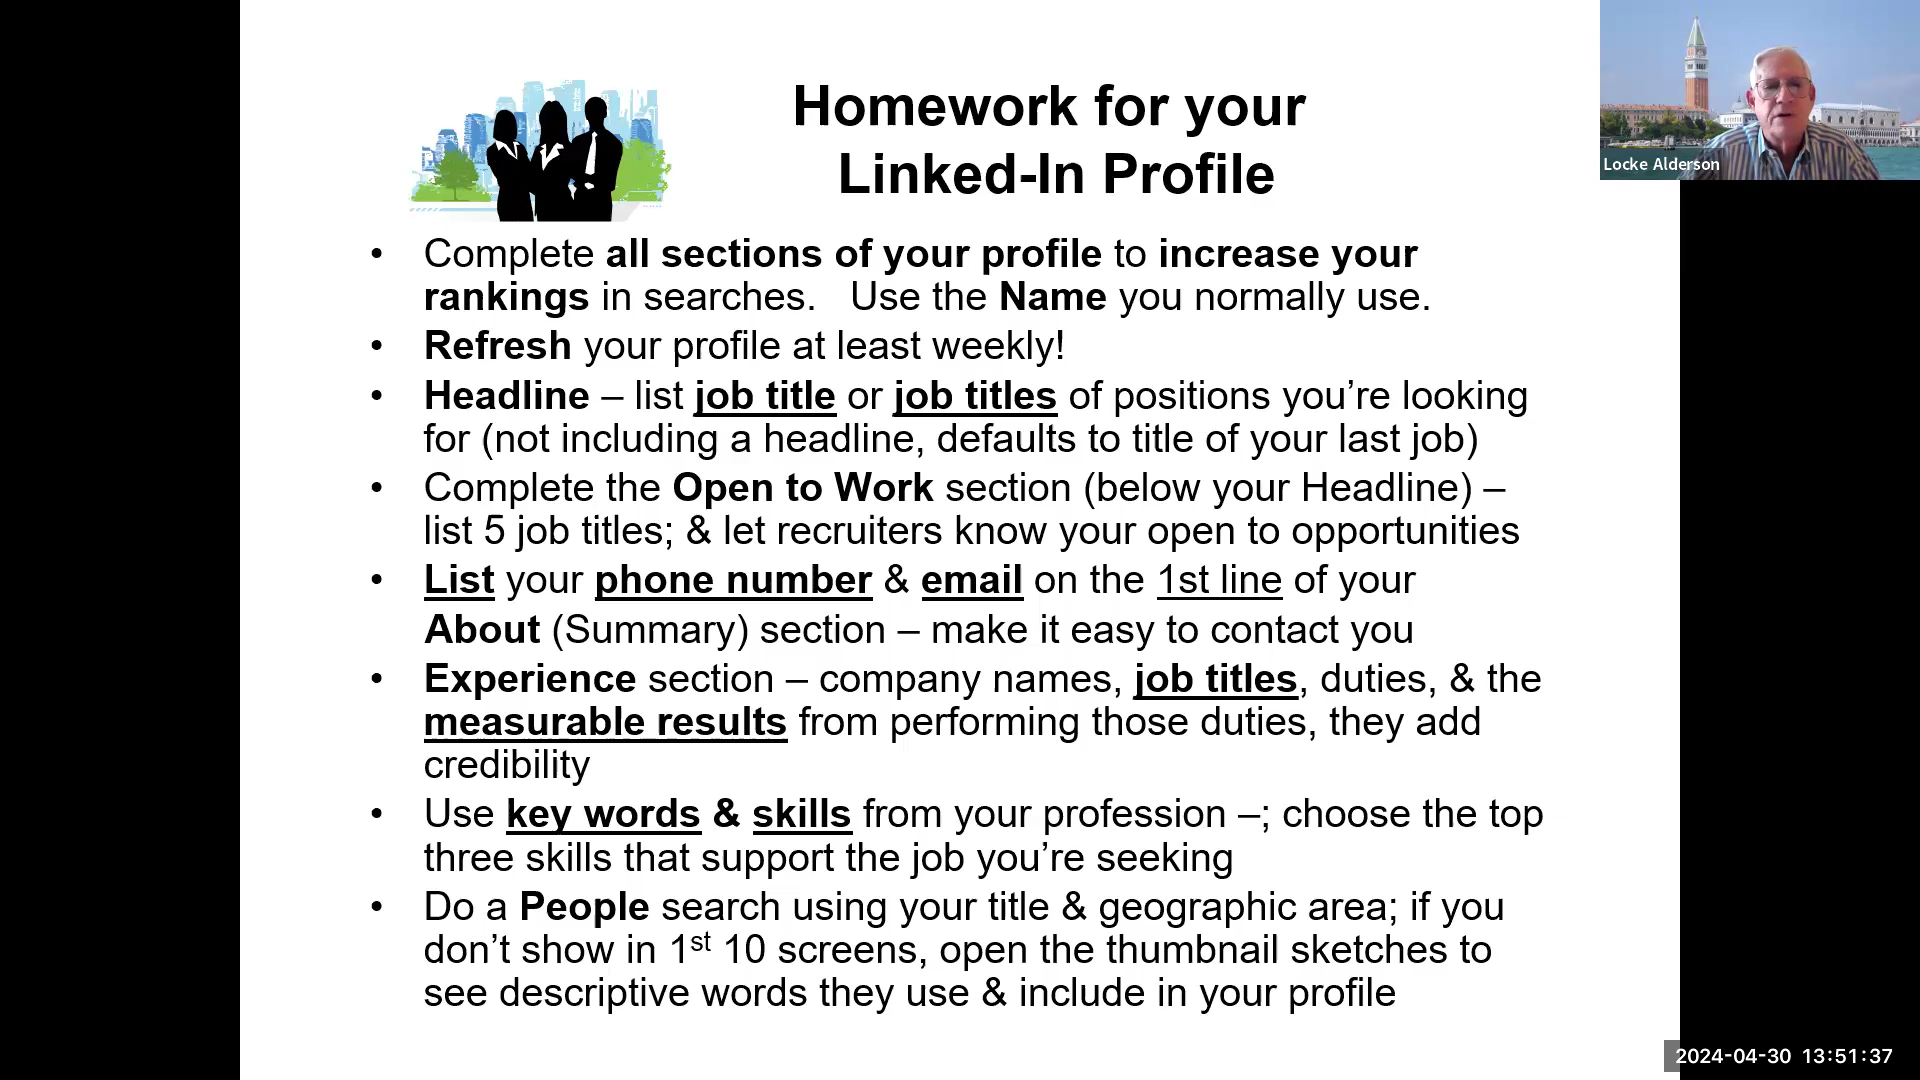 Homework for your
Linked-In Profile
Locke Alderson
• Complete all sections of your profile to increase your
rankings in searches.   Use the Name you normally use.
• Refresh your profile at least weekly!
• Headline – list job title or job titles of positions you’re looking
for (not including a headline, defaults to title of your last job)
• Complete the Open to Work section (below your Headline) –
list 5 job titles; & let recruiters know your open to opportunities
• List your phone number & email on the 1st line of your
About (Summary) section – make it easy to contact you
• Experience section – company names, job titles, duties, & the
measurable results from performing those duties, they add
credibility
• Use key words & skills from your profession –; choose the top
three skills that support the job you’re seeking
• Do a People search using your title & geographic area; if you
don’t show in 1st 10 screens, open the thumbnail sketches to
see descriptive words they use & include in your profile
2024-04-30 13:51:37